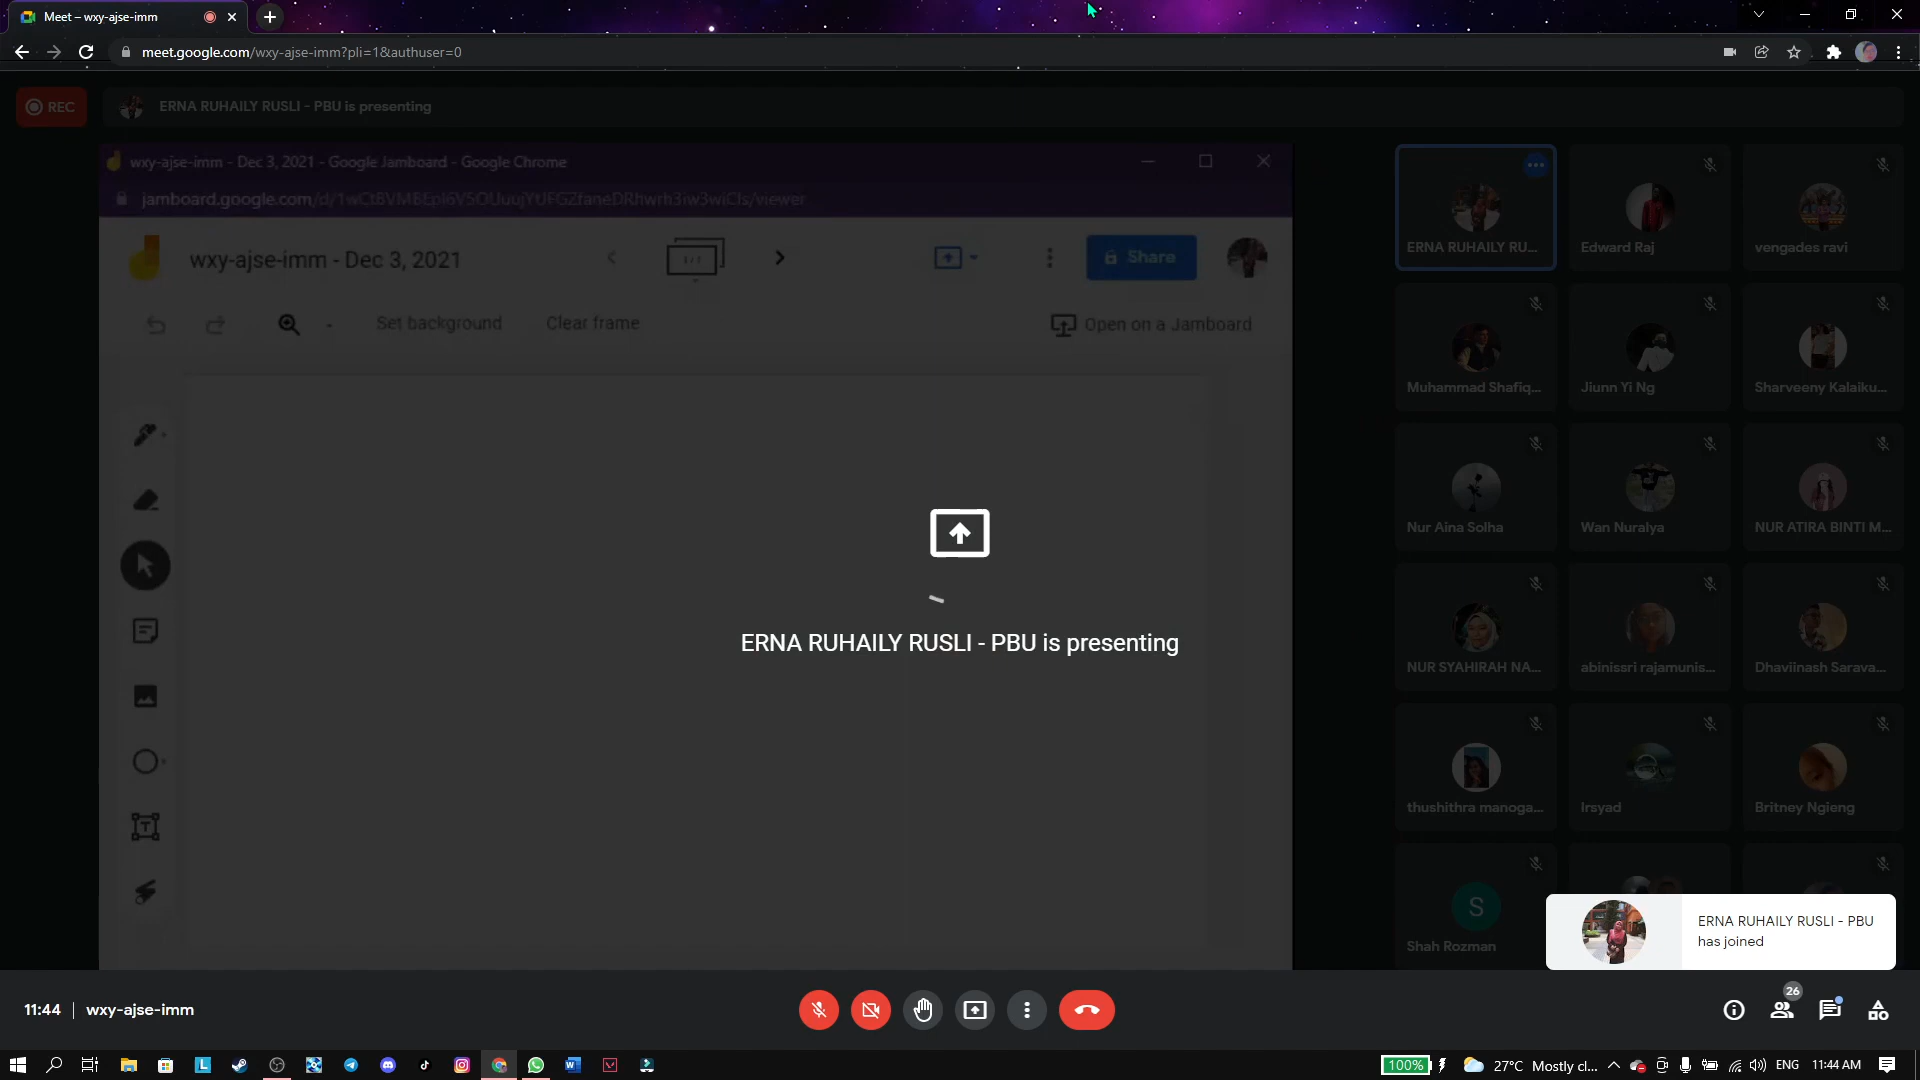 Meet – wxy-ajse-imm
meet.google.com/wxy-ajse-imm?pli=1&authuser=0
REC
ERNA RUHAILY RUSLI - PBU is presenting
wxy-ajse-imm - Dec 3, 2021 - Google Jamboard - Google Chrome
wxy-ajse-imm - Dec 3, 2021
1 / 1
Share
Set background
Clear frame
Open on a Jamboard
ERNA RUHAILY RUSLI - PBU is presenting
ERNA RUHAILY RU...
Edward Raj
vengades ravi
Muhammad Shafiq...
Jiunn Yi Ng
Sharveeny Kalaiku...
Nur Aina Solha
Wan Nuralya
NUR ATIRA BINTI M...
NUR SYAHIRAH NA...
abinissri rajamunis...
Dhaviinash Sarava...
thushithra manoga...
Irsyad
Britney Ngieng
S
Shah Rozman
ERNA RUHAILY RUSLI - PBU
has joined
11:44 | wxy-ajse-imm
26
100%
27°C Mostly cl...
ENG
11:44 AM